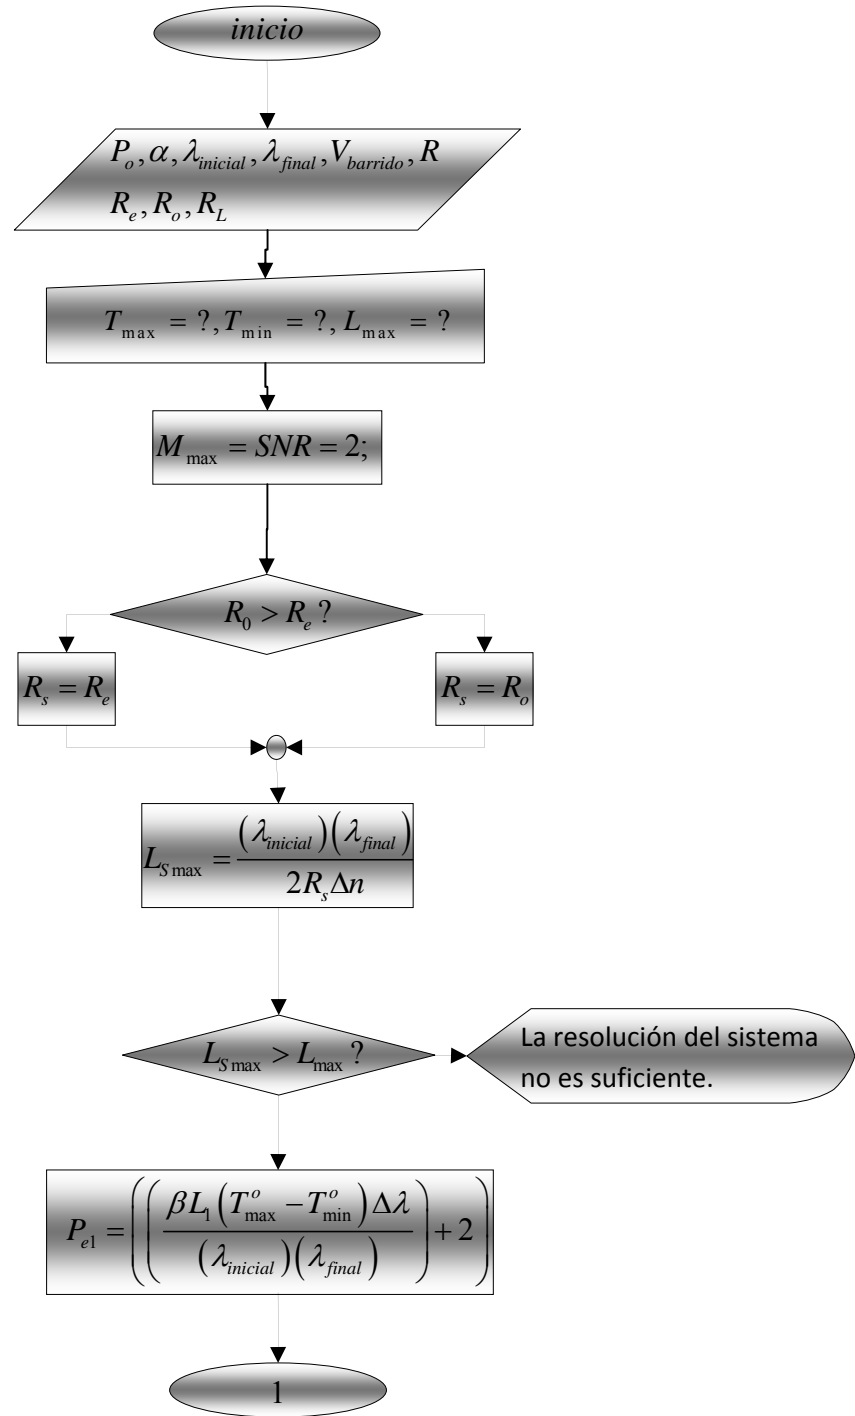 inicio
P_o, α, λ_inicial, λ_final, V_barrido, R
R_e, R_o, R_L
T_max = ?, T_min = ?, L_max = ?
M_max = SNR = 2;
R_0 > R_e ?
R_s = R_e
R_s = R_o
L_Smax = (λ_inicial)(λ_final) / 2R_sΔn
L_Smax > L_max ?
La resolución del sistema
no es suficiente.
P_e1 = (((βL_1(T^o_max − T^o_min)Δλ) / ((λ_inicial)(λ_final))) + 2)
1